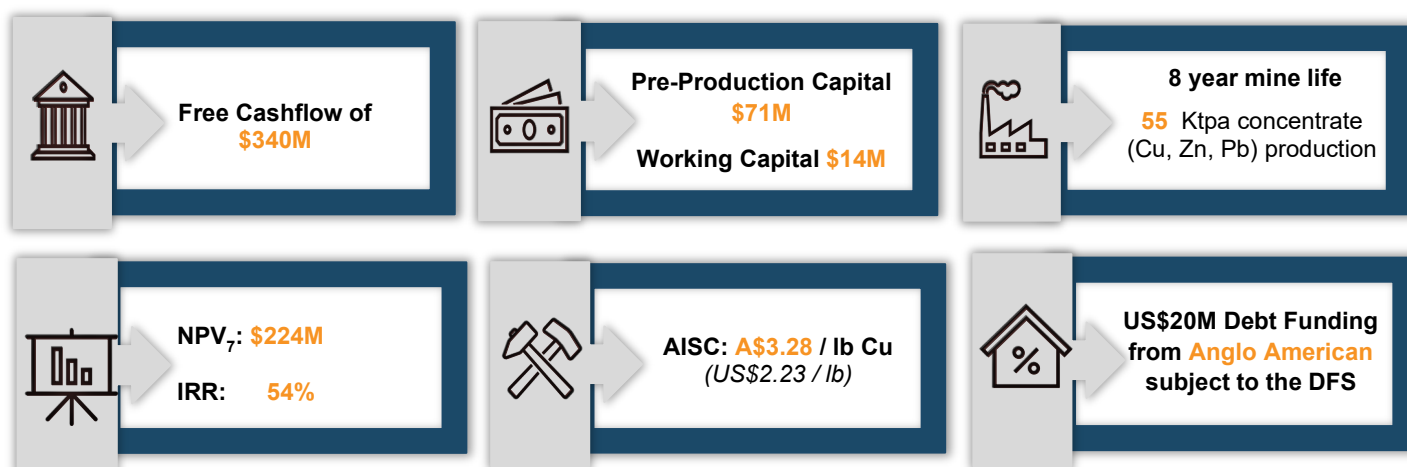 Free Cashflow of
$340M
Pre-Production Capital
$71M
Working Capital $14M
8 year mine life
55 Ktpa concentrate
(Cu, Zn, Pb) production
NPV7: $224M
IRR: 54%
AISC: A$3.28 / lb Cu
(US$2.23 / lb)
US$20M Debt Funding
from Anglo American
subject to the DFS